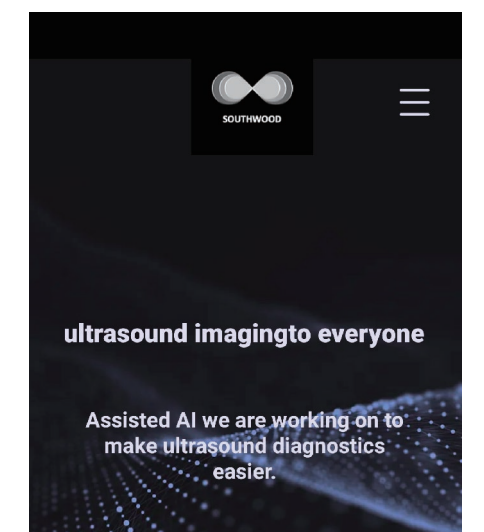 SOUTHWOOD
ultrasound imagingto everyone
Assisted AI we are working on to
make ultrasound diagnostics
easier.